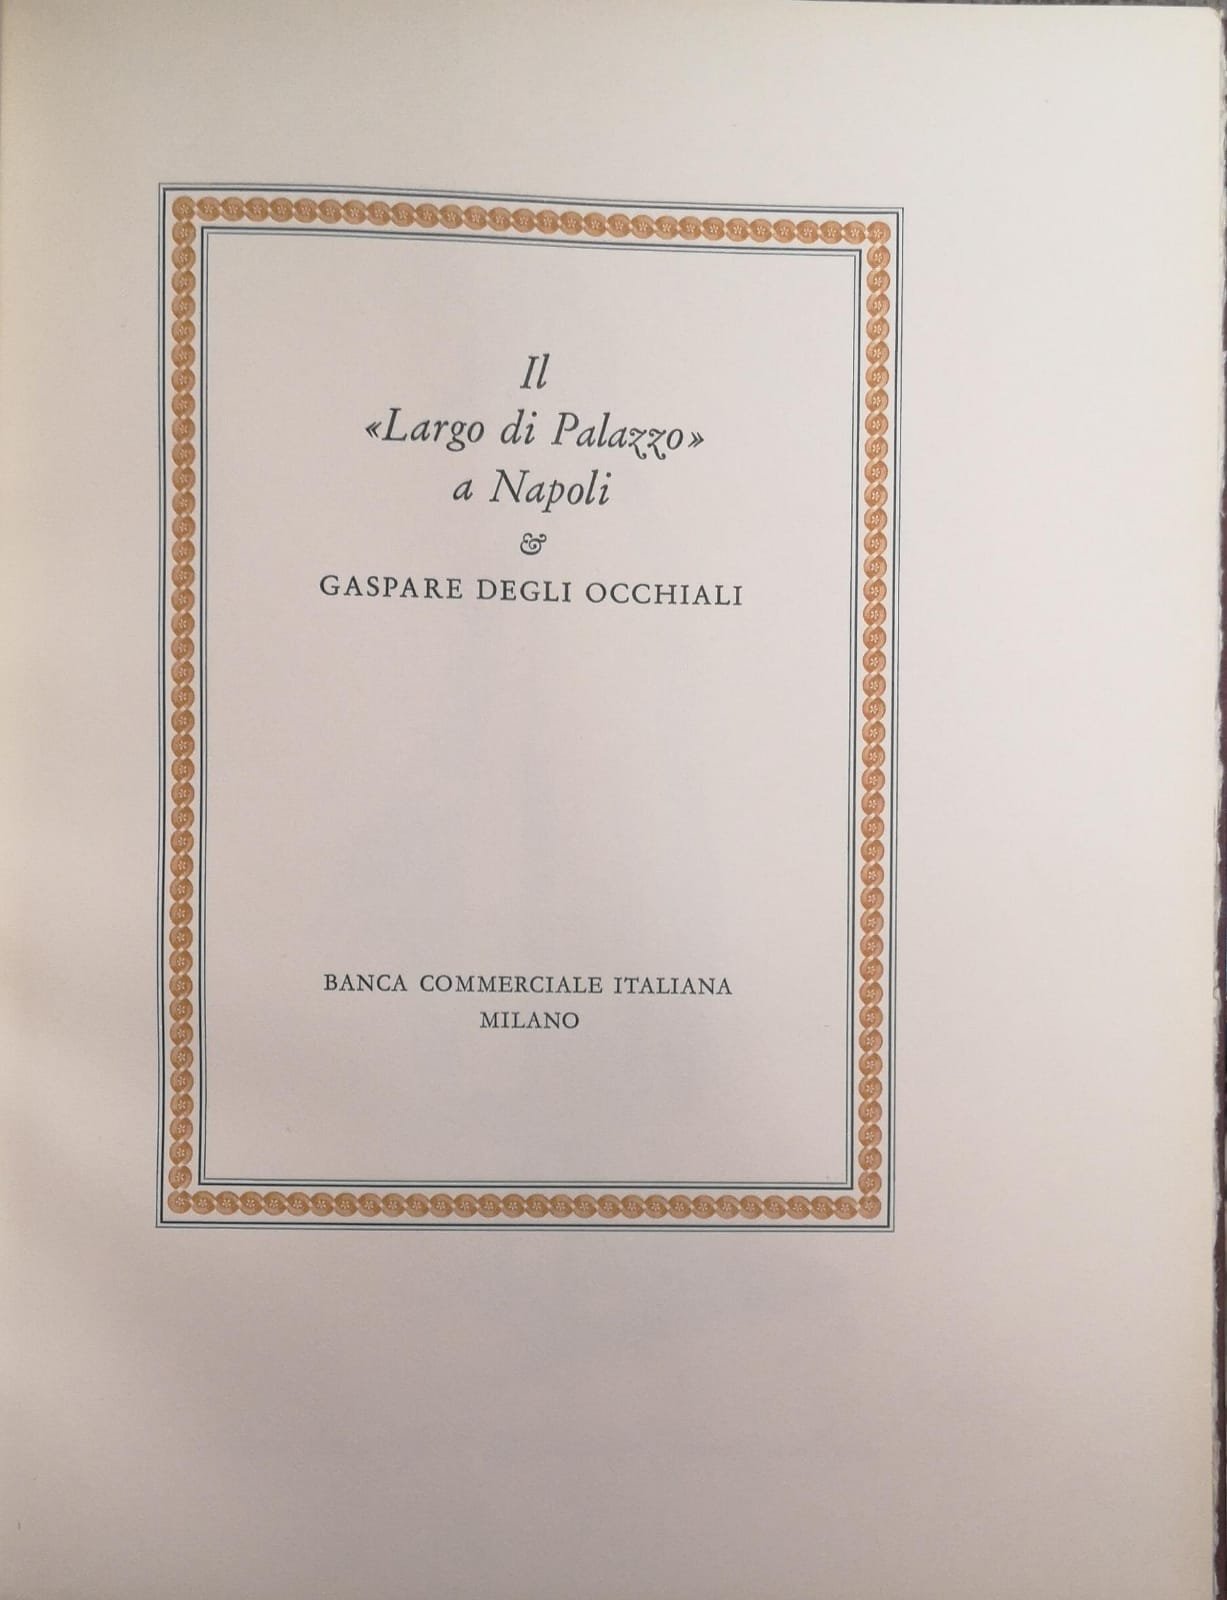 Il
«Largo di Palazzo»
a Napoli
&
GASPARE DEGLI OCCHIALI
BANCA COMMERCIALE ITALIANA
MILANO